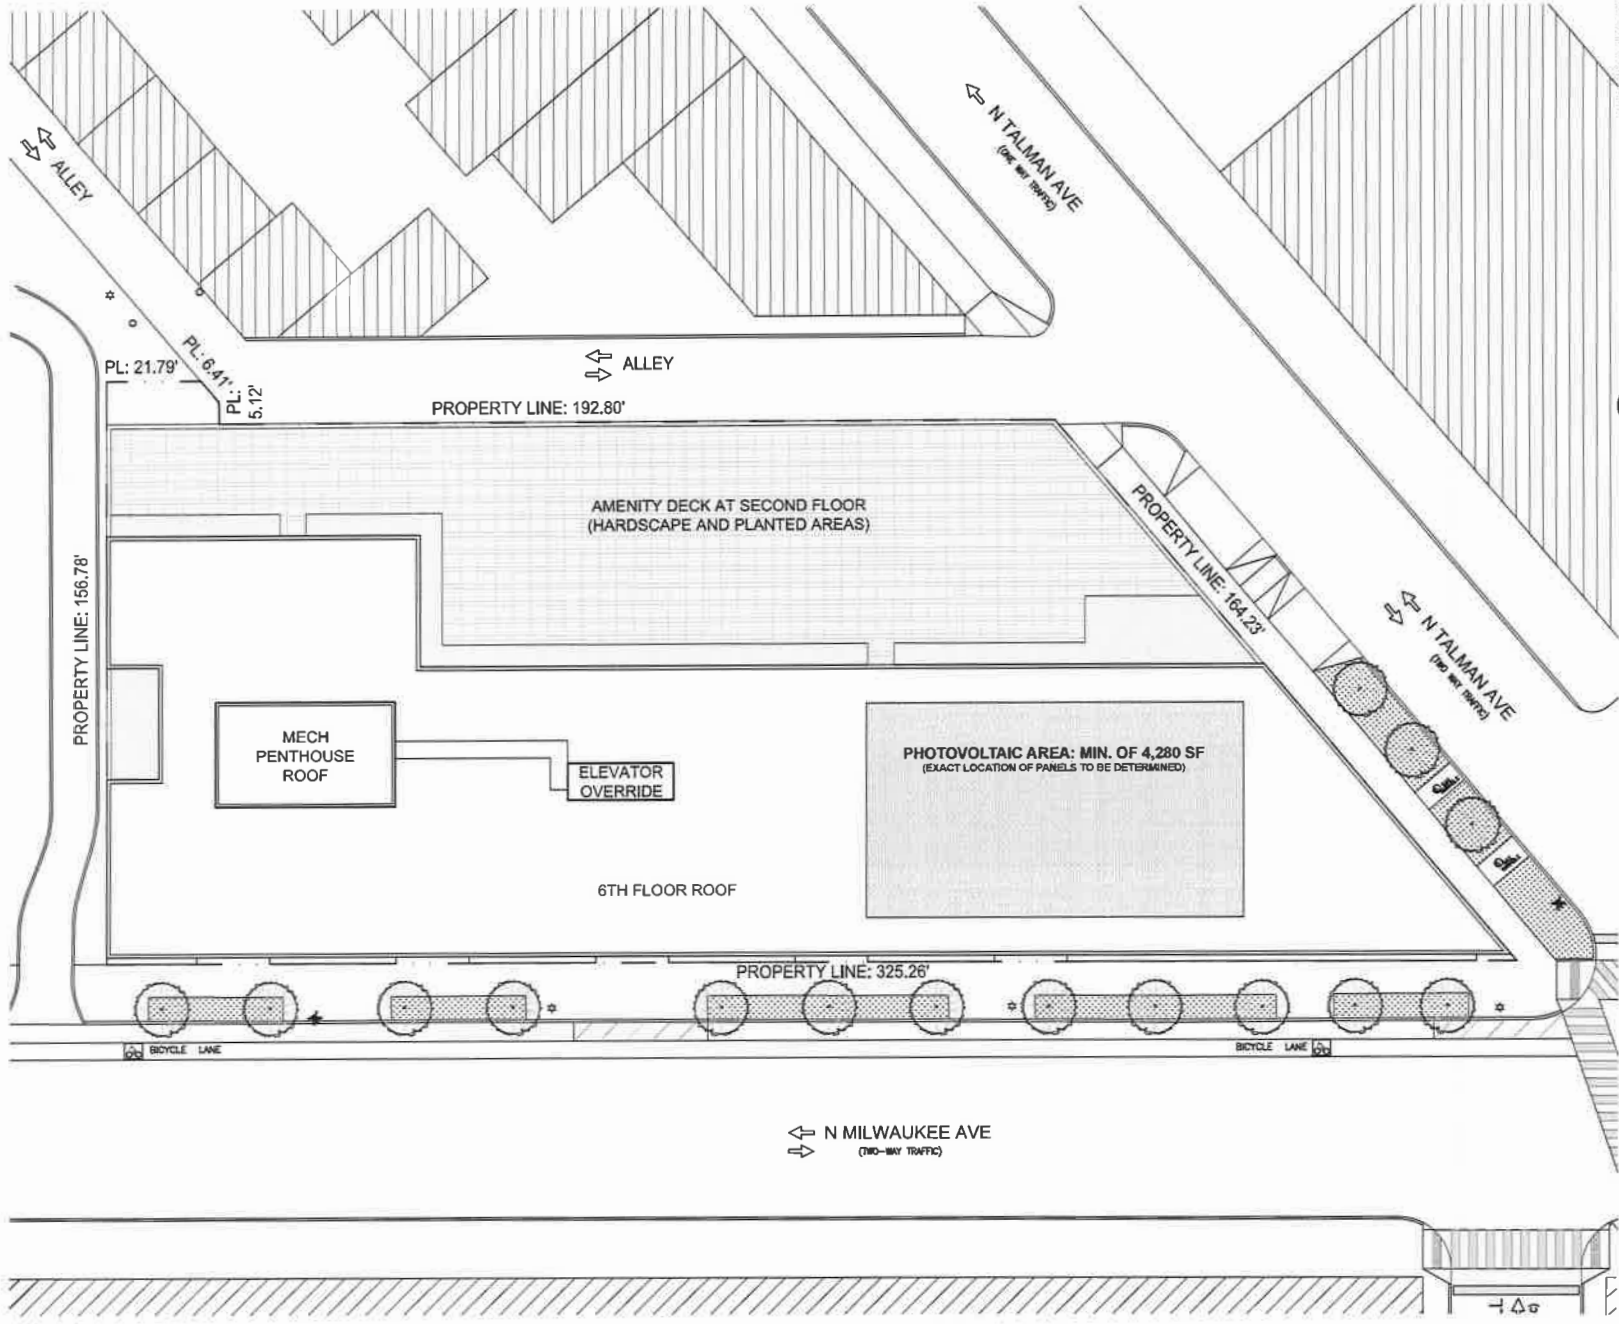 N TALMAN AVE
(ONE WAY TRAFFIC)
ALLEY
PL: 21.79'
PL: 6.41'
PL:
5.12'
ALLEY
PROPERTY LINE: 192.80'
AMENITY DECK AT SECOND FLOOR
(HARDSCAPE AND PLANTED AREAS)
PROPERTY LINE: 164.23'
PROPERTY LINE: 156.78'
N TALMAN AVE
(TWO WAY TRAFFIC)
MECH
PENTHOUSE
ROOF
ELEVATOR
OVERRIDE
PHOTOVOLTAIC AREA: MIN. OF 4,280 SF
(EXACT LOCATION OF PANELS TO BE DETERMINED)
6TH FLOOR ROOF
PROPERTY LINE: 325.26'
BICYCLE LANE
BICYCLE LANE
N MILWAUKEE AVE
(TWO-WAY TRAFFIC)